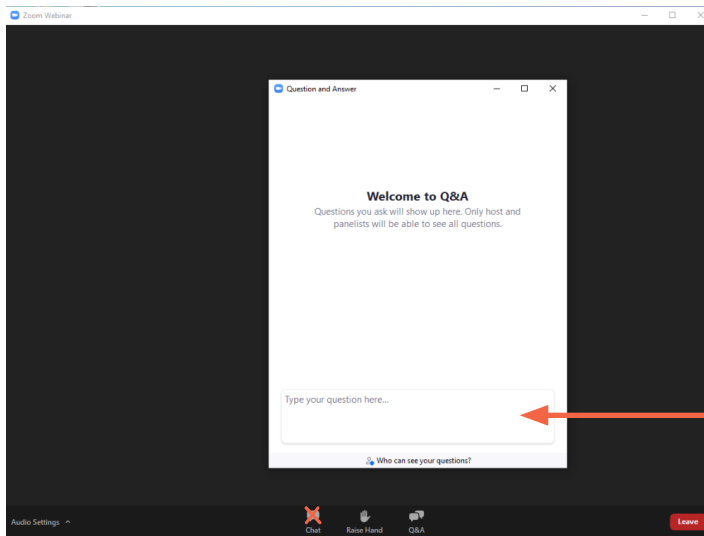 Zoom Webinar
Question and Answer
Welcome to Q&A
Questions you ask will show up here. Only host and
panelists will be able to see all questions.
Type your question here...
Who can see your questions?
Audio Settings
Chat
Raise Hand
Q&A
Leave